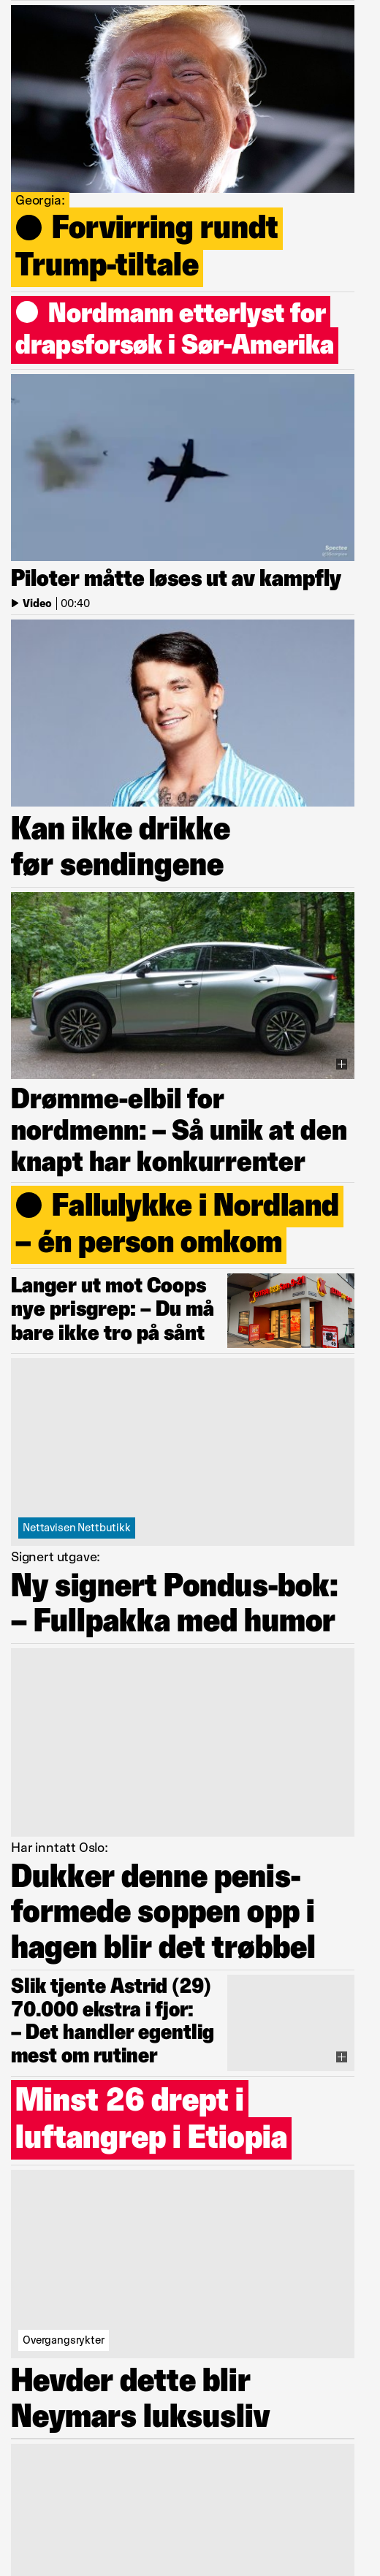 Georgia:
Forvirring rundt
Trump-tiltale
Nordmann etterlyst for
drapsforsøk i Sør-Amerika
Spectee
Piloter måtte løses ut av kampfly
Video | 00:40
Kan ikke drikke
før sendingene
Drømme-elbil for
nordmenn: – Så unik at den
knapt har konkurrenter
Fallulykke i Nordland
– én person omkom
Langer ut mot Coops
nye prisgrep: – Du må
bare ikke tro på sånt
Nettavisen Nettbutikk
Signert utgave:
Ny signert Pondus-bok:
– Fullpakka med humor
Har inntatt Oslo:
Dukker denne penis-
formede soppen opp i
hagen blir det trøbbel
Slik tjente Astrid (29)
70.000 ekstra i fjor:
– Det handler egentlig
mest om rutiner
Minst 26 drept i
luftangrep i Etiopia
Overgangsrykter
Hevder dette blir
Neymars luksusliv